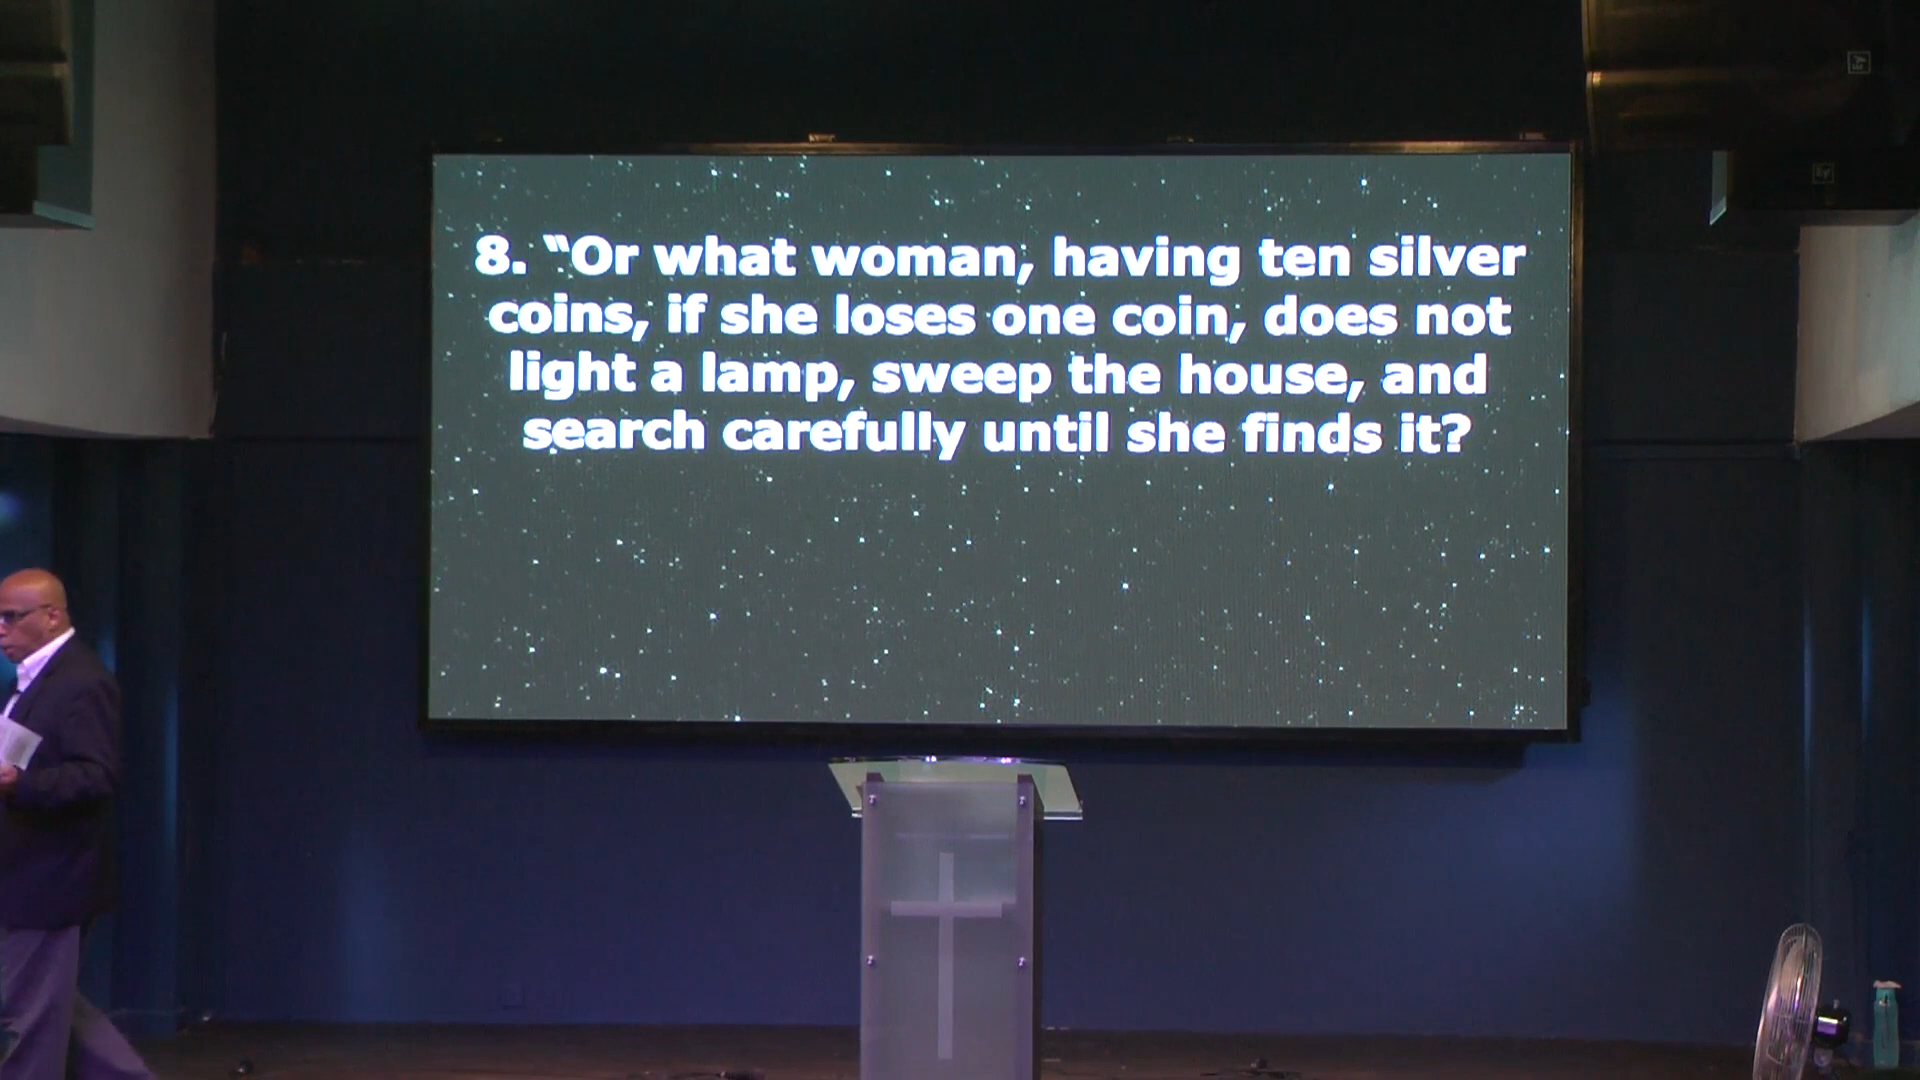 8. “Or what woman, having ten silver
coins, if she loses one coin, does not
light a lamp, sweep the house, and
search carefully until she finds it?